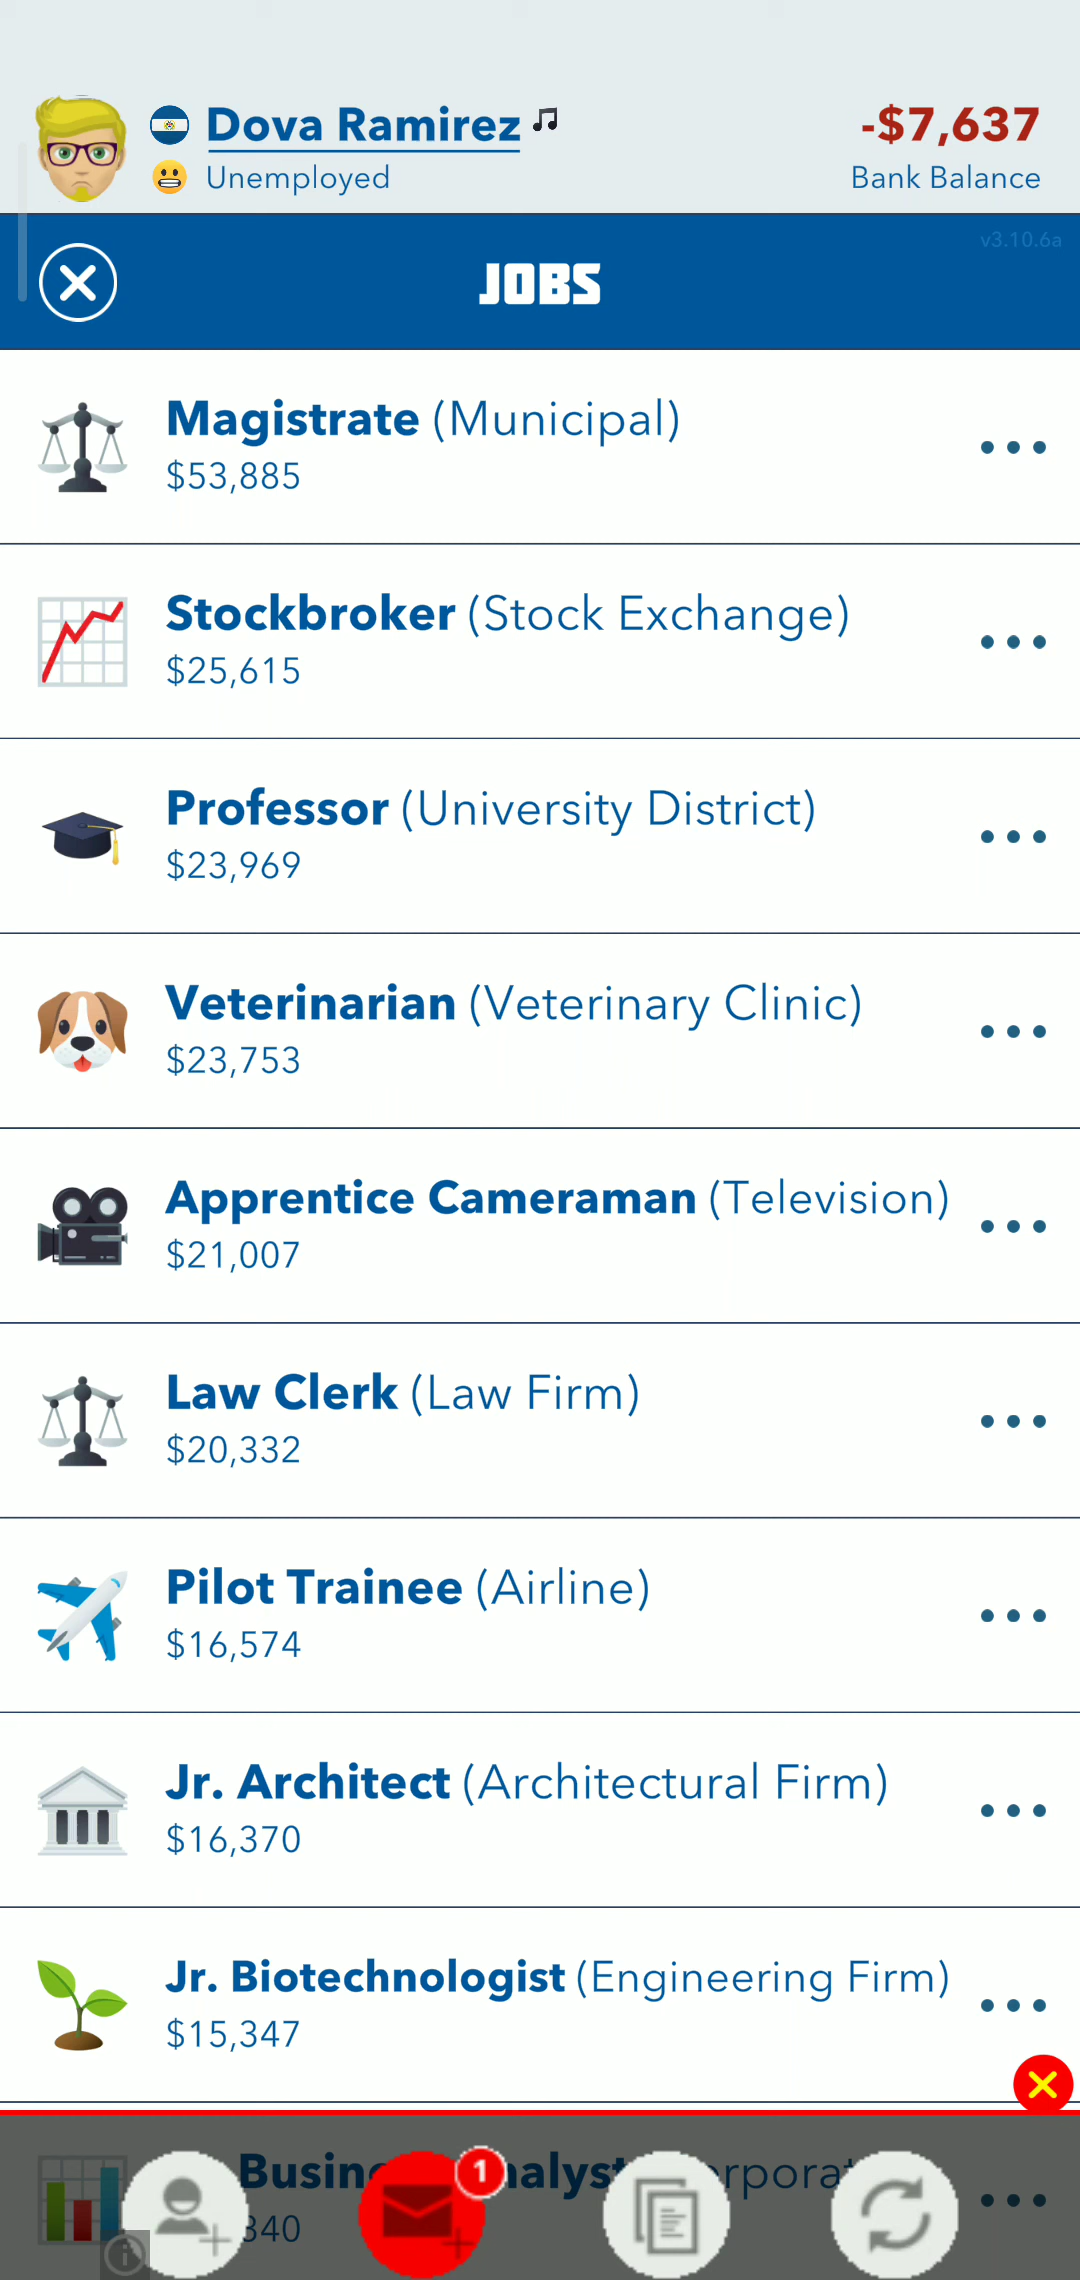 Dova Ramirez
-$7,637
Unemployed
Bank Balance
v3.10.6a
JOBS
Magistrate (Municipal)
$53,885
Stockbroker (Stock Exchange)
$25,615
Professor (University District)
$23,969
Veterinarian (Veterinary Clinic)
$23,753
Apprentice Cameraman (Television)
$21,007
Law Clerk (Law Firm)
$20,332
Pilot Trainee (Airline)
$16,574
Jr. Architect (Architectural Firm)
$16,370
Jr. Biotechnologist (Engineering Firm)
$15,347
1
340